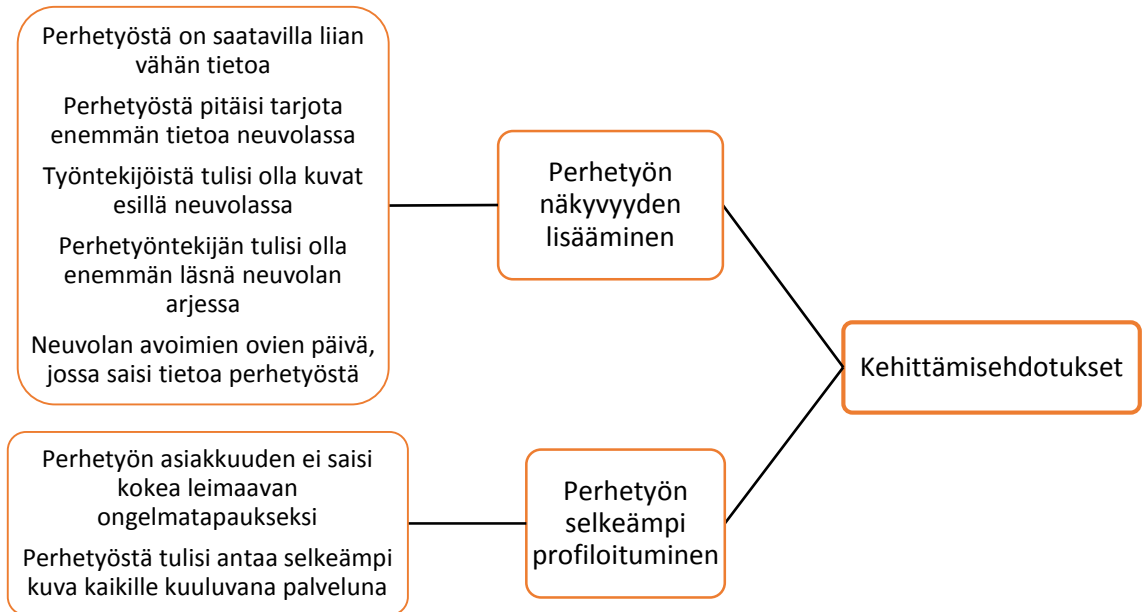 Perhetyöstä on saatavilla liian
vähän tietoa
Perhetyöstä pitäisi tarjota
enemmän tietoa neuvolassa
Työntekijöistä tulisi olla kuvat
esillä neuvolassa
Perhetyöntekijän tulisi olla
enemmän läsnä neuvolan
arjessa
Neuvolan avoimien ovien päivä,
jossa saisi tietoa perhetyöstä
Perhetyön
näkyvyyden
lisääminen
Kehittämisehdotukset
Perhetyön asiakkuuden ei saisi
kokea leimaavan
ongelmatapaukseksi
Perhetyöstä tulisi antaa selkeämpi
kuva kaikille kuuluvana palveluna
Perhetyön
selkeämpi
profiloituminen